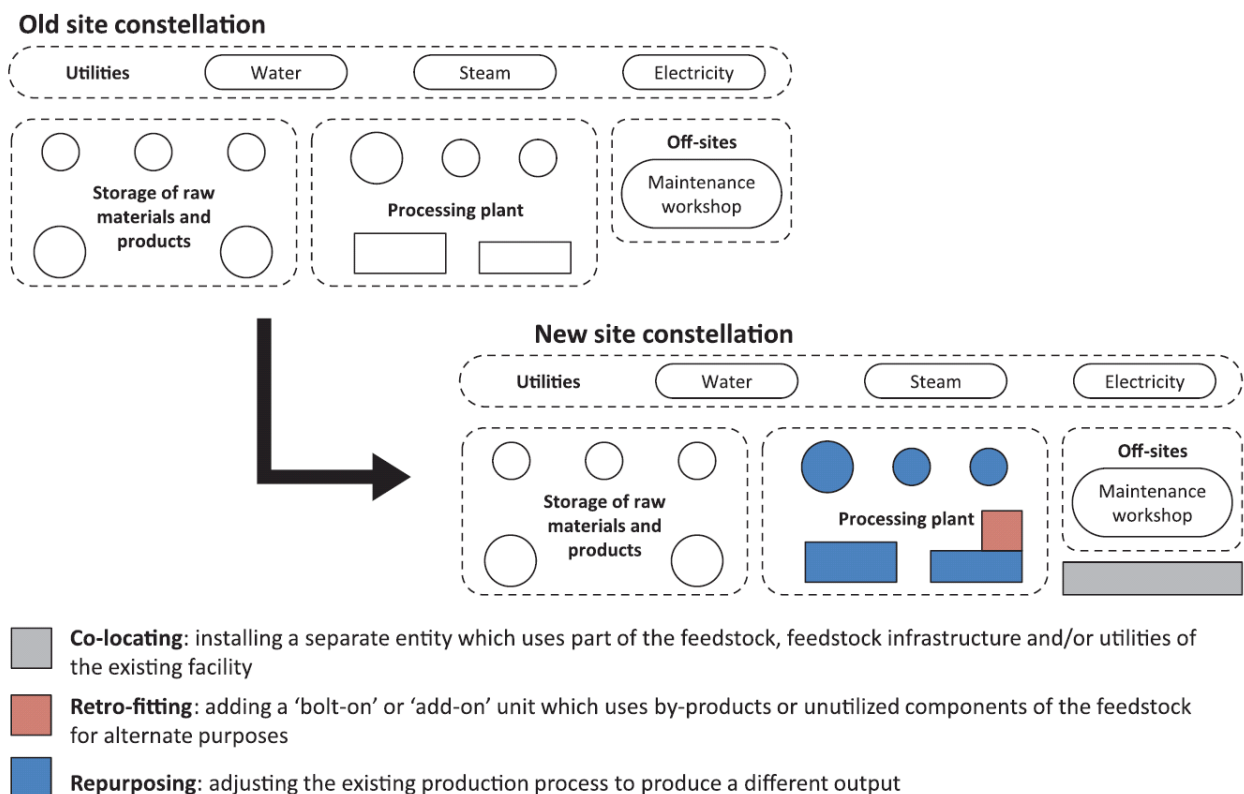 Old site constellation
Utilities
Water
Steam
Electricity
Storage of raw
materials and
products
Processing plant
Off-sites
Maintenance
workshop
New site constellation
Utilities
Water
Steam
Electricity
Storage of raw
materials and
products
Processing plant
Off-sites
Maintenance
workshop
Co-locating: installing a separate entity which uses part of the feedstock, feedstock infrastructure and/or utilities of
the existing facility
Retro-fitting: adding a ‘bolt-on’ or ‘add-on’ unit which uses by-products or unutilized components of the feedstock
for alternate purposes
Repurposing: adjusting the existing production process to produce a different output